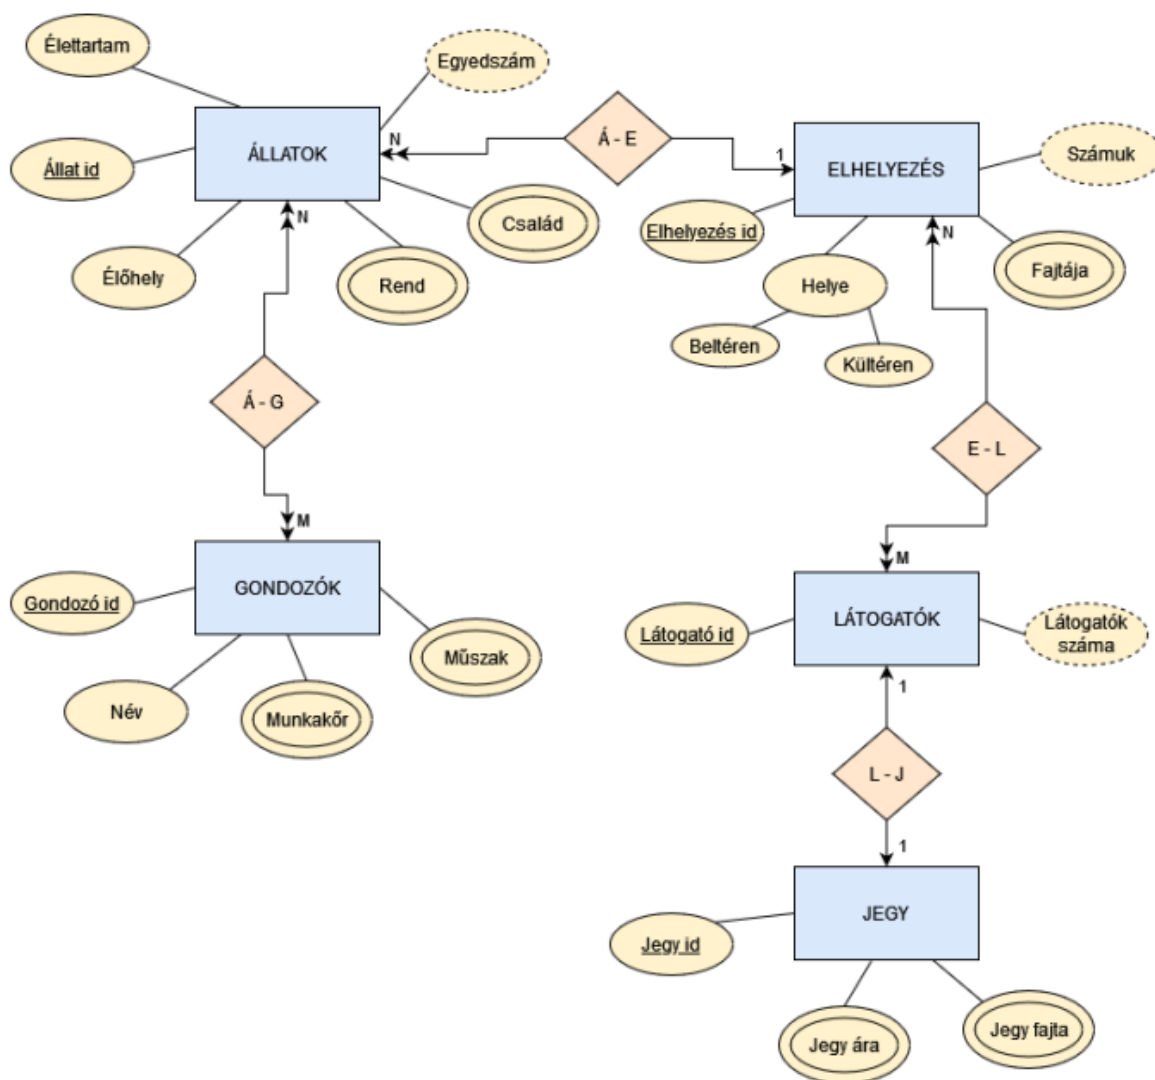 Élettartam
Egyedszám
ÁLLATOK
Állat id
Élőhely
Rend
Család
N
Á - E
1
ELHELYEZÉS
Számuk
Elhelyezés id
Helye
Beltéren
Kültéren
Fajtája
N
N
Á - G
M
E - L
M
GONDOZÓK
Gondozó id
Név
Munkakőr
Műszak
LÁTOGATÓK
Látogató id
Látogatók
száma
1
L - J
1
JEGY
Jegy id
Jegy ára
Jegy fajta